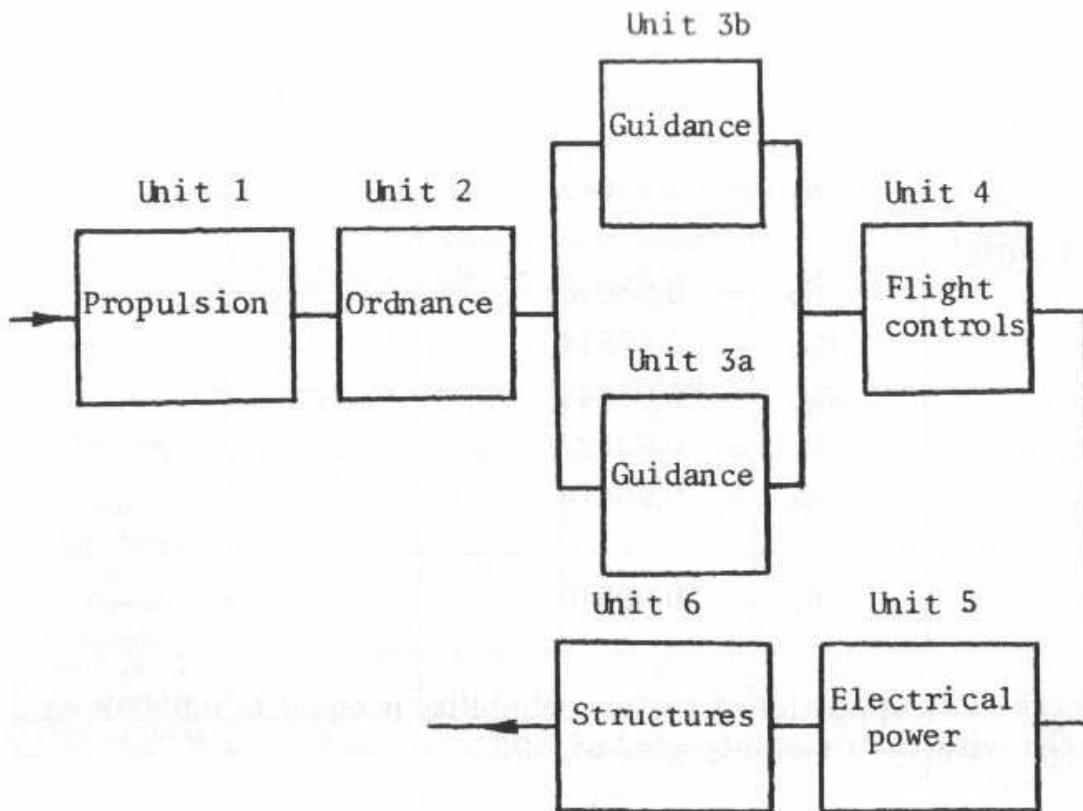 Unit 3b
Guidance
Unit 1
Unit 2
Unit 4
Propulsion
Ordnance
Flight
controls
Unit 3a
Guidance
Unit 6
Unit 5
Structures
Electrical
power